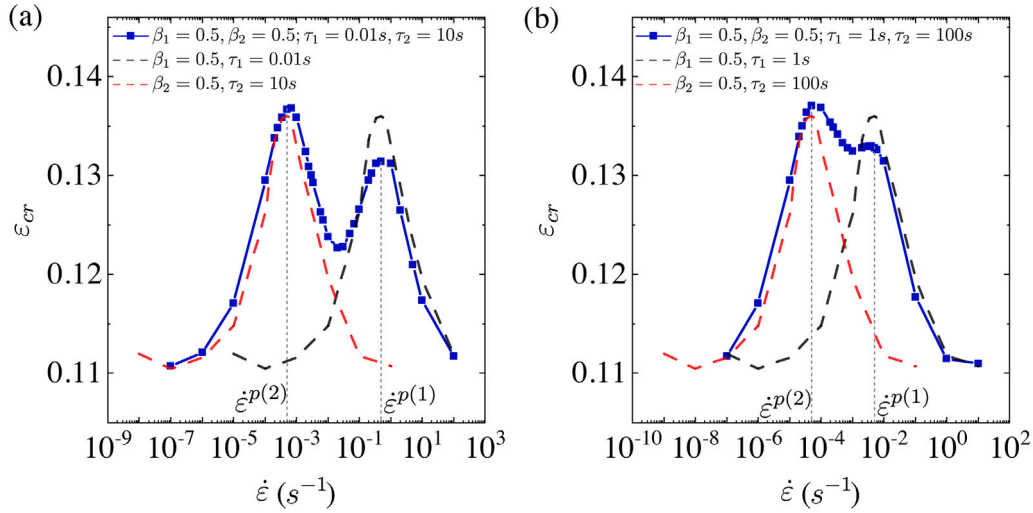 (a)
β₁ = 0.5, β₂ = 0.5; τ₁ = 0.01s, τ₂ = 10s
β₁ = 0.5, τ₁ = 0.01s
β₂ = 0.5, τ₂ = 10s
0.14
0.13
0.12
0.11
ε_cr
ε̇^p(2)
ε̇^p(1)
10⁻⁹ 10⁻⁷ 10⁻⁵ 10⁻³ 10⁻¹ 10¹ 10³
ε̇ (s⁻¹)
(b)
β₁ = 0.5, β₂ = 0.5; τ₁ = 1s, τ₂ = 100s
β₁ = 0.5, τ₁ = 1s
β₂ = 0.5, τ₂ = 100s
0.14
0.13
0.12
0.11
ε_cr
ε̇^p(2)
ε̇^p(1)
10⁻¹⁰ 10⁻⁸ 10⁻⁶ 10⁻⁴ 10⁻² 10⁰ 10²
ε̇ (s⁻¹)